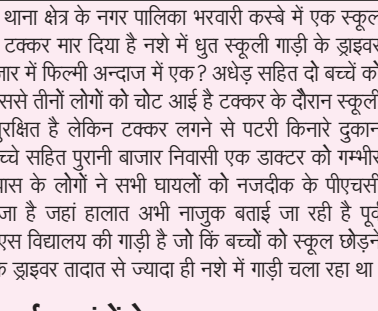 थाना क्षेत्र के नगर पालिका भरवारी कस्बे में एक स्कूल
टक्कर मार दिया है नशे में धुत स्कूली गाड़ी के ड्राइवर
जार में फिल्मी अन्दाज में एक? अधेड़ सहित दो बच्चें को
ससे तीनों लोगों को चोट आई है टक्कर के दौरान स्कूली
ुरक्षित है लेकिन टक्कर लगने से पटरी किनारे दुकान
च्चे सहित पुरानी बाजार निवासी एक डाक्टर को गम्भीर
पास के लोगों ने सभी घायलों को नजदीक के पीएचसी
जा है जहां हालात अभी नाजुक बताई जा रही है पूर्व
एस विद्यालय की गाड़ी है जो कि बच्चों को स्कूल छोड़ने
क ड्राइवर तादात से ज्यादा ही नशे में गाड़ी चला रहा था